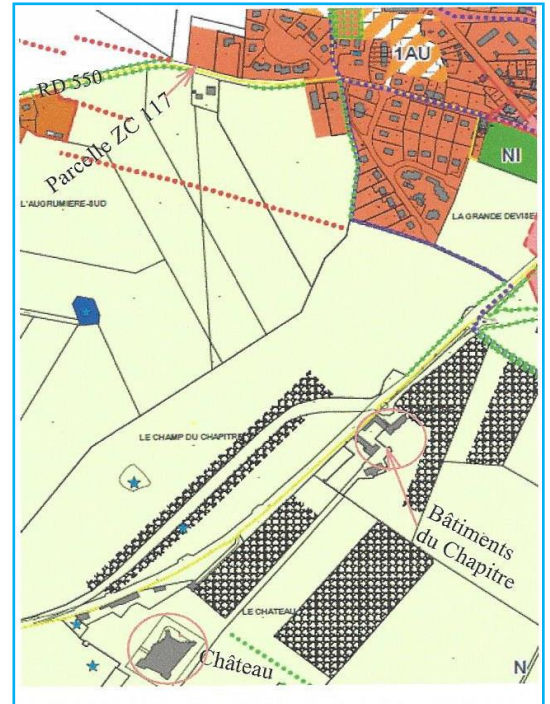 1AU
RD 550
Parcelle ZC 117
NI
L'AUGRUMIERE-SUD
LA GRANDE DEVISE
LE CHAMP DU CHAPITRE
Bâtiments
du Chapitre
LE CHATEAU
Château
N